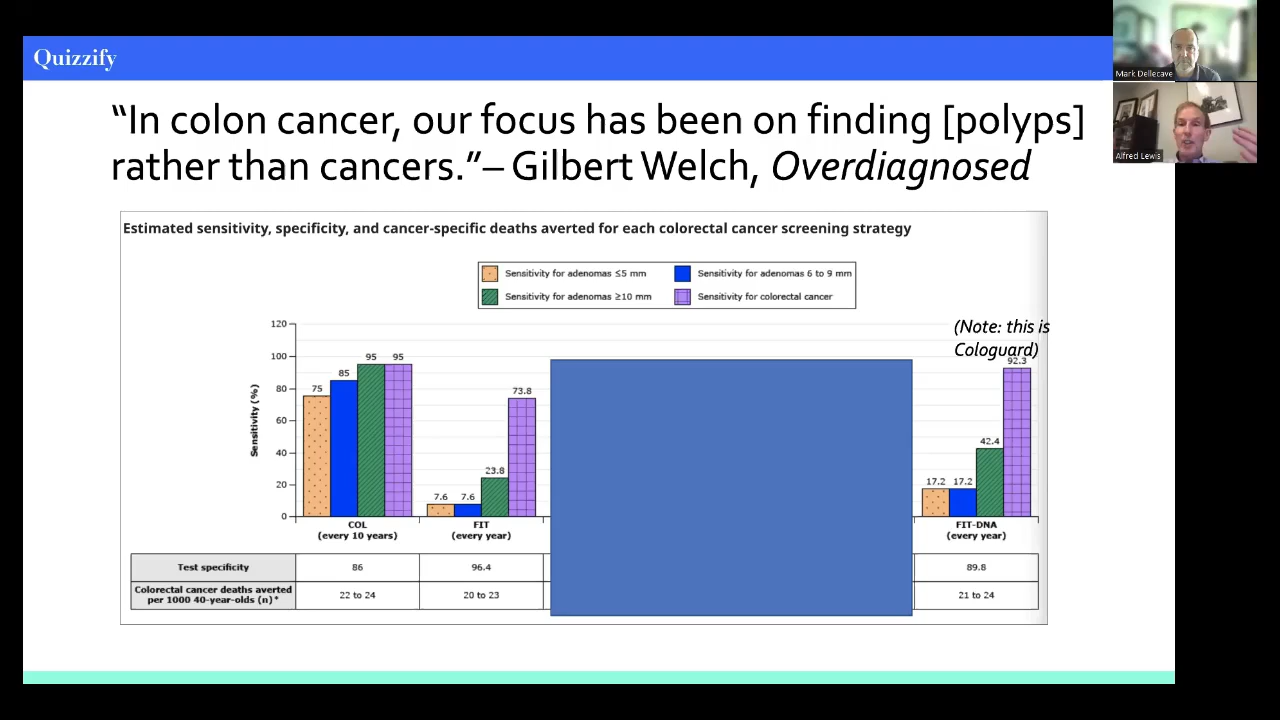 Quizzify
Mark Dellecave
Alfred Lewis
“In colon cancer, our focus has been on finding [polyps]
rather than cancers.”– Gilbert Welch, Overdiagnosed
Estimated sensitivity, specificity, and cancer-specific deaths averted for each colorectal cancer screening strategy
Sensitivity for adenomas ≤5 mm
Sensitivity for adenomas 6 to 9 mm
Sensitivity for adenomas ≥10 mm
Sensitivity for colorectal cancer
(Note: this is
Cologuard)
Sensitivity (%)
120
100
80
60
40
20
0
75
85
95
95
7.6
7.6
23.8
73.8
17.2
17.2
42.4
92.3
COL
(every 10 years)
FIT
(every year)
FIT-DNA
(every year)
Test specificity
86
96.4
89.8
Colorectal cancer deaths averted
per 1000 40-year-olds (n)*
22 to 24
20 to 23
21 to 24